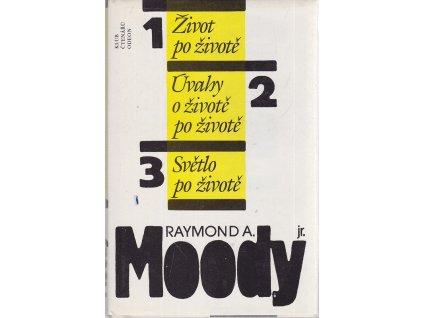 KLUB
ČTENÁŘŮ
ODEON
1 Život
po životě
Úvahy
o životě 2
po životě
3 Světlo
po životě
RAYMOND A. jr.
Moody